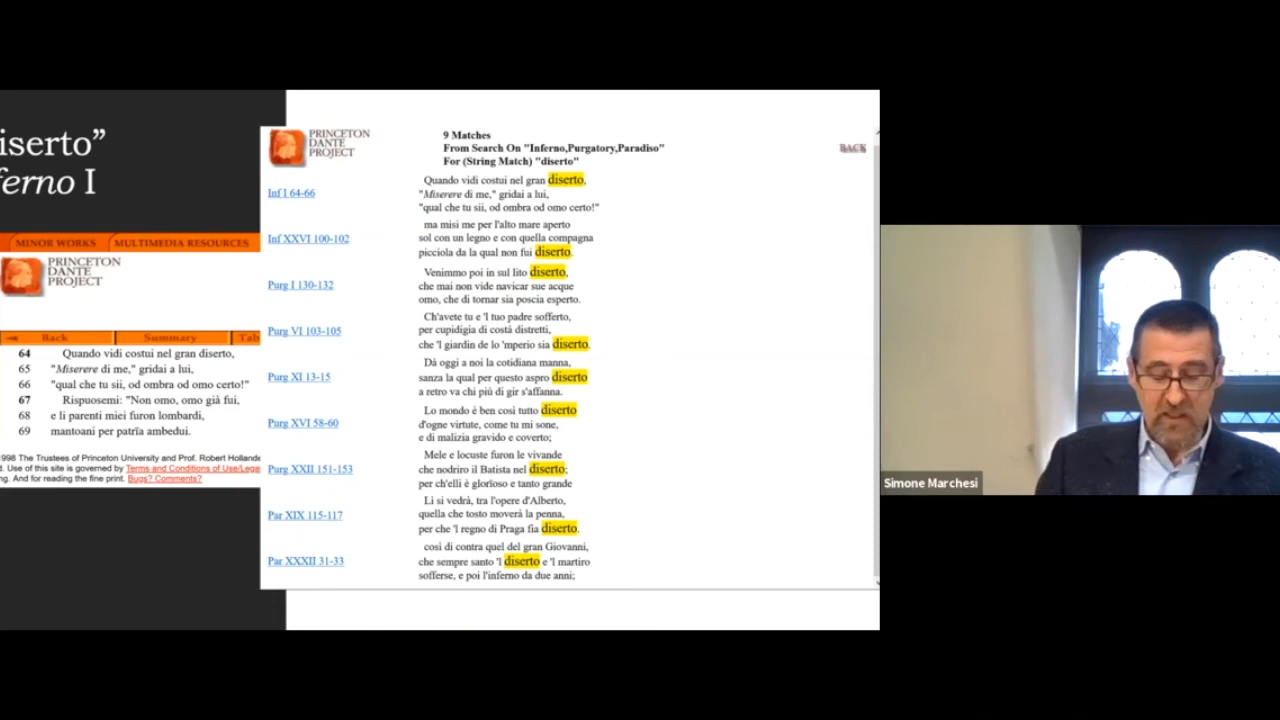 iserto”
ferno I
MINOR WORKS
MULTIMEDIA RESOURCES
PRINCETON
DANTE
PROJECT
Back
Summary
Tab
64 Quando vidi costui nel gran diserto,
65 "Miserere di me," gridai a lui,
66 "qual che tu sii, od ombra od omo certo!"
67 Rispuosemi: "Non omo, omo già fui,
68 e li parenti miei furon lombardi,
69 mantoani per patrïa ambedui.
1998 The Trustees of Princeton University and Prof. Robert Hollande
d. Use of this site is governed by Terms and Conditions of Use/Lega
ng. And for reading the fine print. Bugs? Comments?
PRINCETON
DANTE
PROJECT
9 Matches
From Search On "Inferno,Purgatory,Paradiso"
For (String Match) "diserto"
BACK
Inf I 64-66
Quando vidi costui nel gran diserto,
"Miserere di me," gridai a lui,
"qual che tu sii, od ombra od omo certo!"
Inf XXVI 100-102
ma misi me per l'alto mare aperto
sol con un legno e con quella compagna
picciola da la qual non fui diserto.
Purg I 130-132
Venimmo poi in sul lito diserto,
che mai non vide navicar sue acque
omo, che di tornar sia poscia esperto.
Purg VI 103-105
Ch'avete tu e 'l tuo padre sofferto,
per cupidigia di costà distretti,
che 'l giardin de lo 'mperio sia diserto.
Purg XI 13-15
Dà oggi a noi la cotidiana manna,
sanza la qual per questo aspro diserto
a retro va chi più di gir s'affanna.
Purg XVI 58-60
Lo mondo è ben così tutto diserto
d'ogne virtute, come tu mi sone,
e di malizia gravido e coverto;
Purg XXII 151-153
Mele e locuste furon le vivande
che nodriro il Batista nel diserto;
per ch'elli è glorioso e tanto grande
Par XIX 115-117
Lì si vedrà, tra l'opere d'Alberto,
quella che tosto moverà la penna,
per che 'l regno di Praga fia diserto.
Par XXXII 31-33
così di contra quel del gran Giovanni,
che sempre santo 'l diserto e 'l martiro
sofferse, e poi l'inferno da due anni;
Simone Marchesi